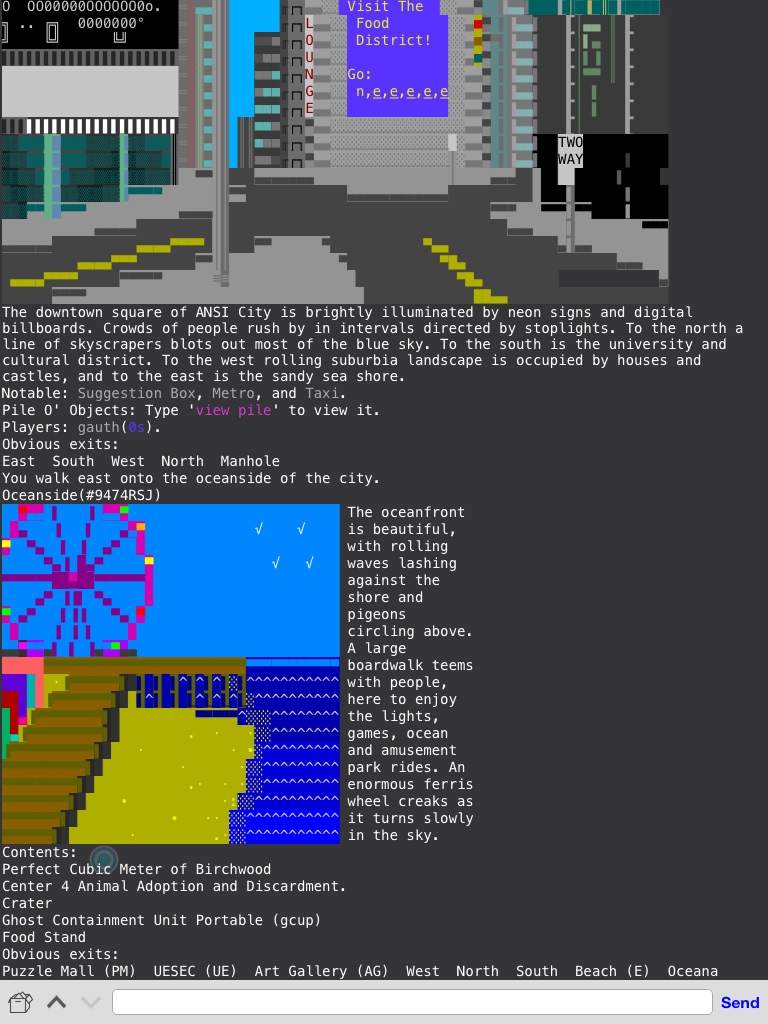 Visit The
Food
District!
Go:
n,e,e,e,e,e
LOUNGE
TWO
WAY
The downtown square of ANSI City is brightly illuminated by neon signs and digital
billboards. Crowds of people rush by in intervals directed by stoplights. To the north a
line of skyscrapers blots out most of the blue sky. To the south is the university and
cultural district. To the west rolling suburbia landscape is occupied by houses and
castles, and to the east is the sandy sea shore.
Notable: Suggestion Box, Metro, and Taxi.
Pile O' Objects: Type 'view pile' to view it.
Players: gauth(0s).
Obvious exits:
East  South  West  North  Manhole
You walk east onto the oceanside of the city.
Oceanside(#9474RSJ)
The oceanfront
is beautiful,
with rolling
waves lashing
against the
shore and
pigeons
circling above.
A large
boardwalk teems
with people,
here to enjoy
the lights,
games, ocean
and amusement
park rides. An
enormous ferris
wheel creaks as
it turns slowly
in the sky.
Contents:
Perfect Cubic Meter of Birchwood
Center 4 Animal Adoption and Discardment.
Crater
Ghost Containment Unit Portable (gcup)
Food Stand
Obvious exits:
Puzzle Mall (PM)  UESEC (UE)  Art Gallery (AG)  West  North  South  Beach (E)  Oceana
Send